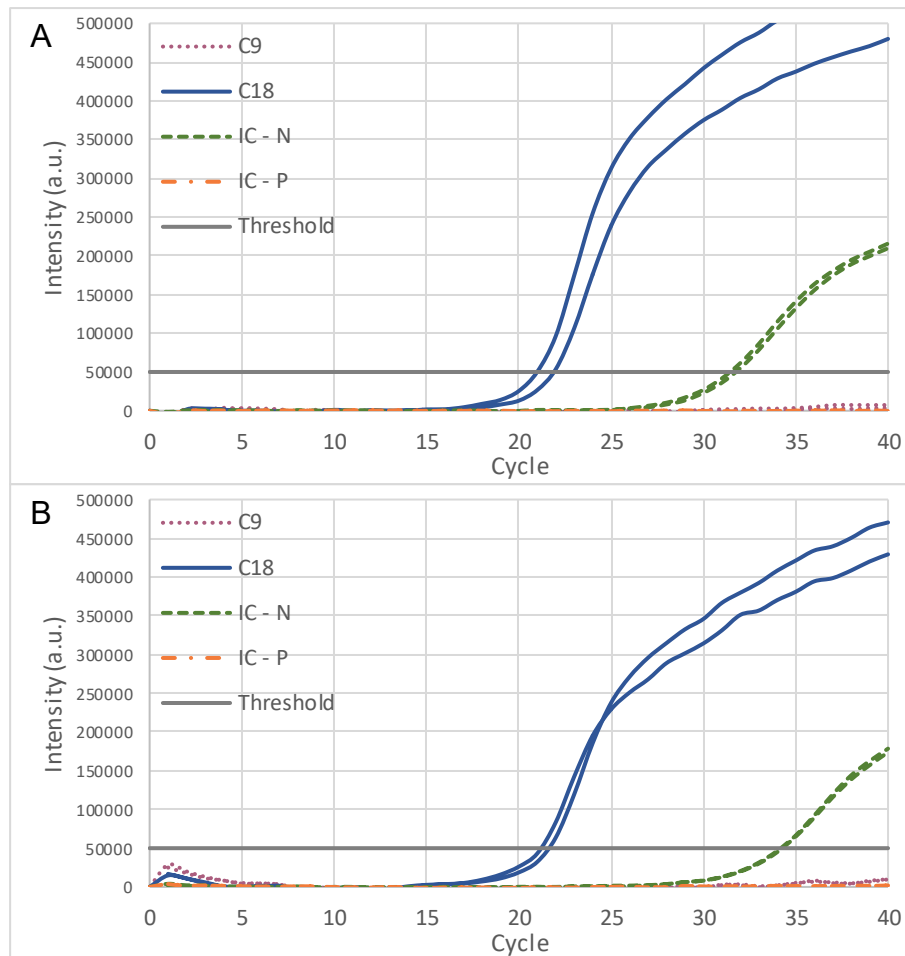 A
500000
450000
400000
350000
300000
250000
200000
150000
100000
50000
0
Intensity (a.u.)
C9
C18
IC - N
IC - P
Threshold
0 5 10 15 20 25 30 35 40
Cycle
B
500000
450000
400000
350000
300000
250000
200000
150000
100000
50000
0
Intensity (a.u.)
C9
C18
IC - N
IC - P
Threshold
0 5 10 15 20 25 30 35 40
Cycle